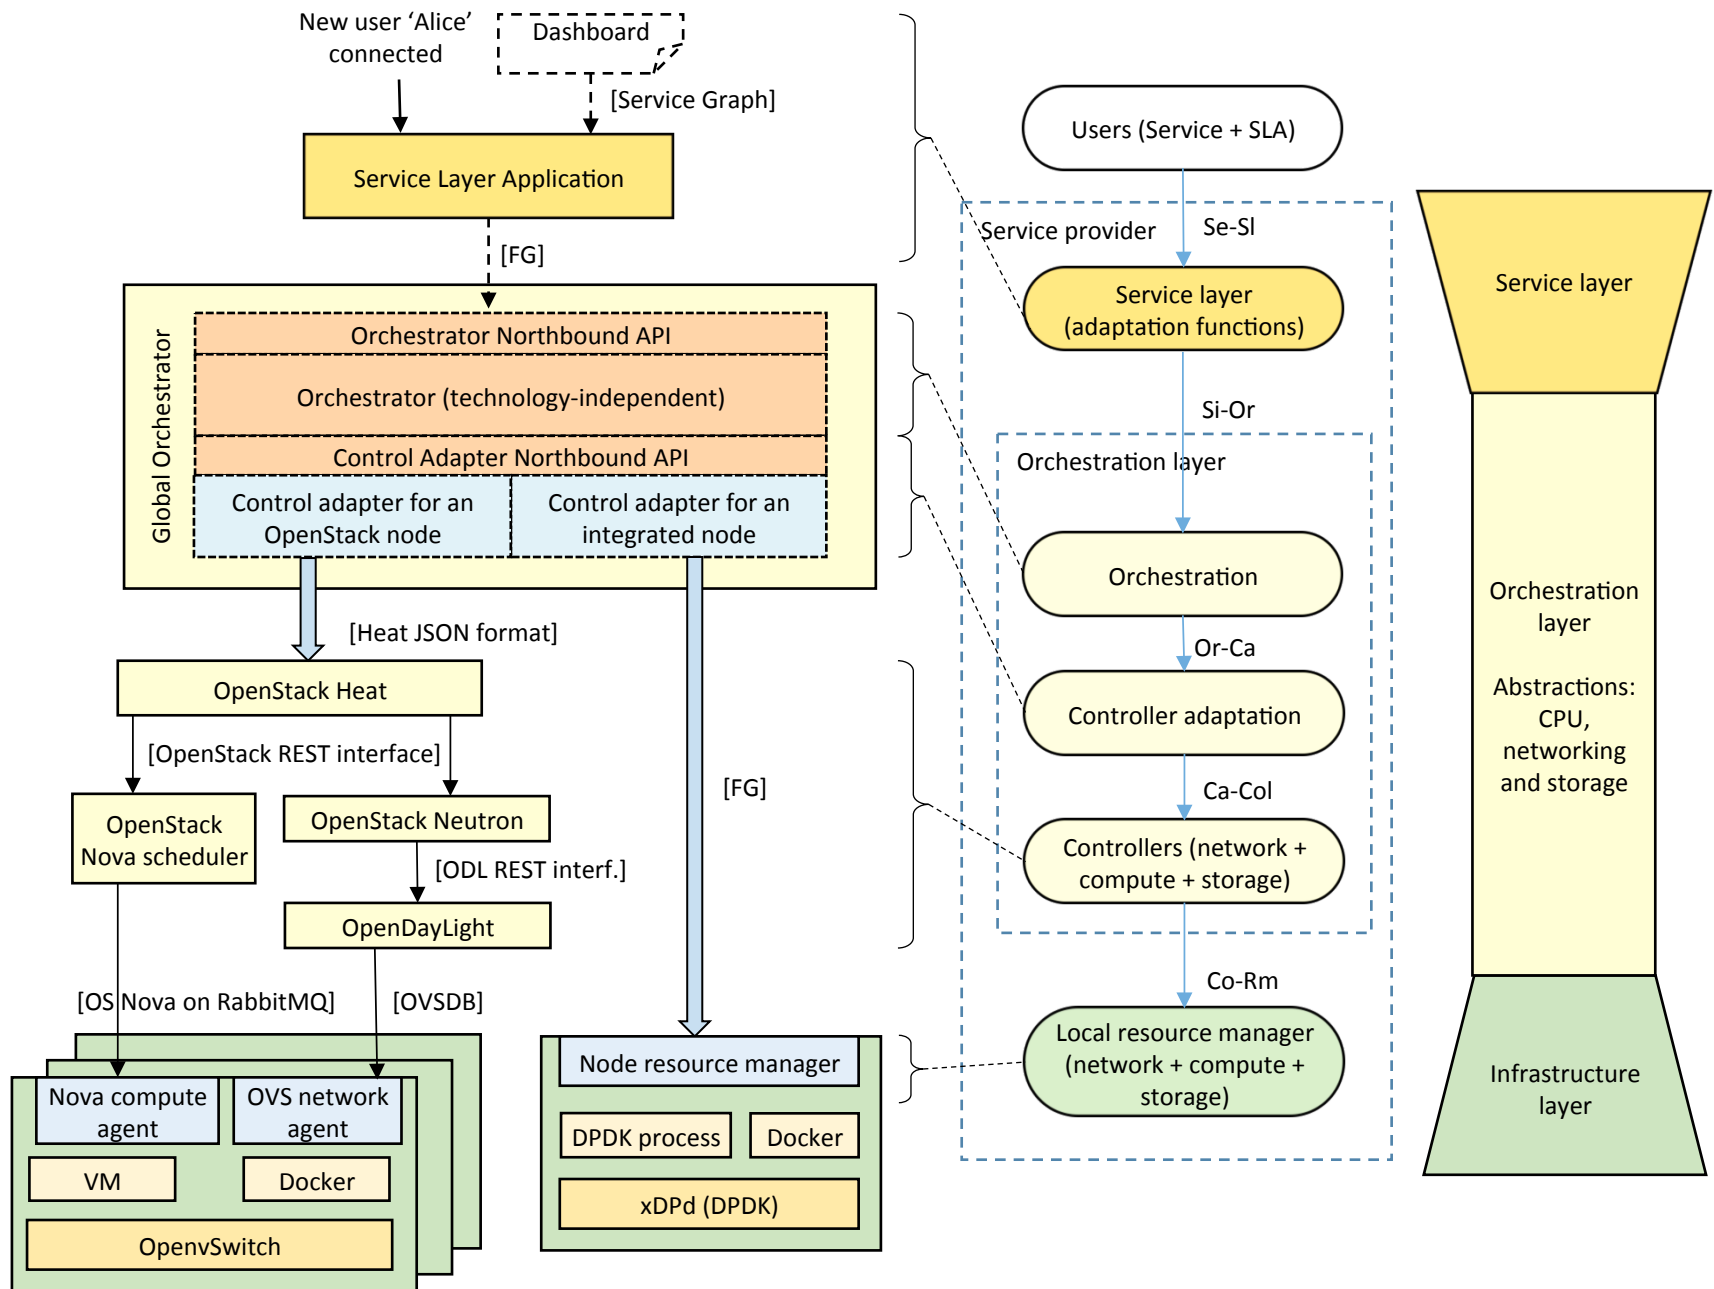 New user ‘Alice’
connected
Dashboard
[Service Graph]
Service Layer Application
[FG]
Global Orchestrator
Orchestrator Northbound API
Orchestrator (technology-independent)
Control Adapter Northbound API
Control adapter for an
OpenStack node
Control adapter for an
integrated node
[Heat JSON format]
OpenStack Heat
[OpenStack REST interface]
OpenStack
Nova scheduler
OpenStack Neutron
[ODL REST interf.]
OpenDayLight
[FG]
[OS Nova on RabbitMQ]
[OVSDB]
Nova compute
agent
OVS network
agent
VM
Docker
OpenvSwitch
Node resource manager
DPDK process
Docker
xDPd (DPDK)
Users (Service + SLA)
Service provider
Se-Sl
Service layer
(adaptation functions)
Si-Or
Orchestration layer
Orchestration
Or-Ca
Controller adaptation
Ca-Col
Controllers (network +
compute + storage)
Co-Rm
Local resource manager
(network + compute +
storage)
Service layer
Orchestration
layer
Abstractions:
CPU,
networking
and storage
Infrastructure
layer